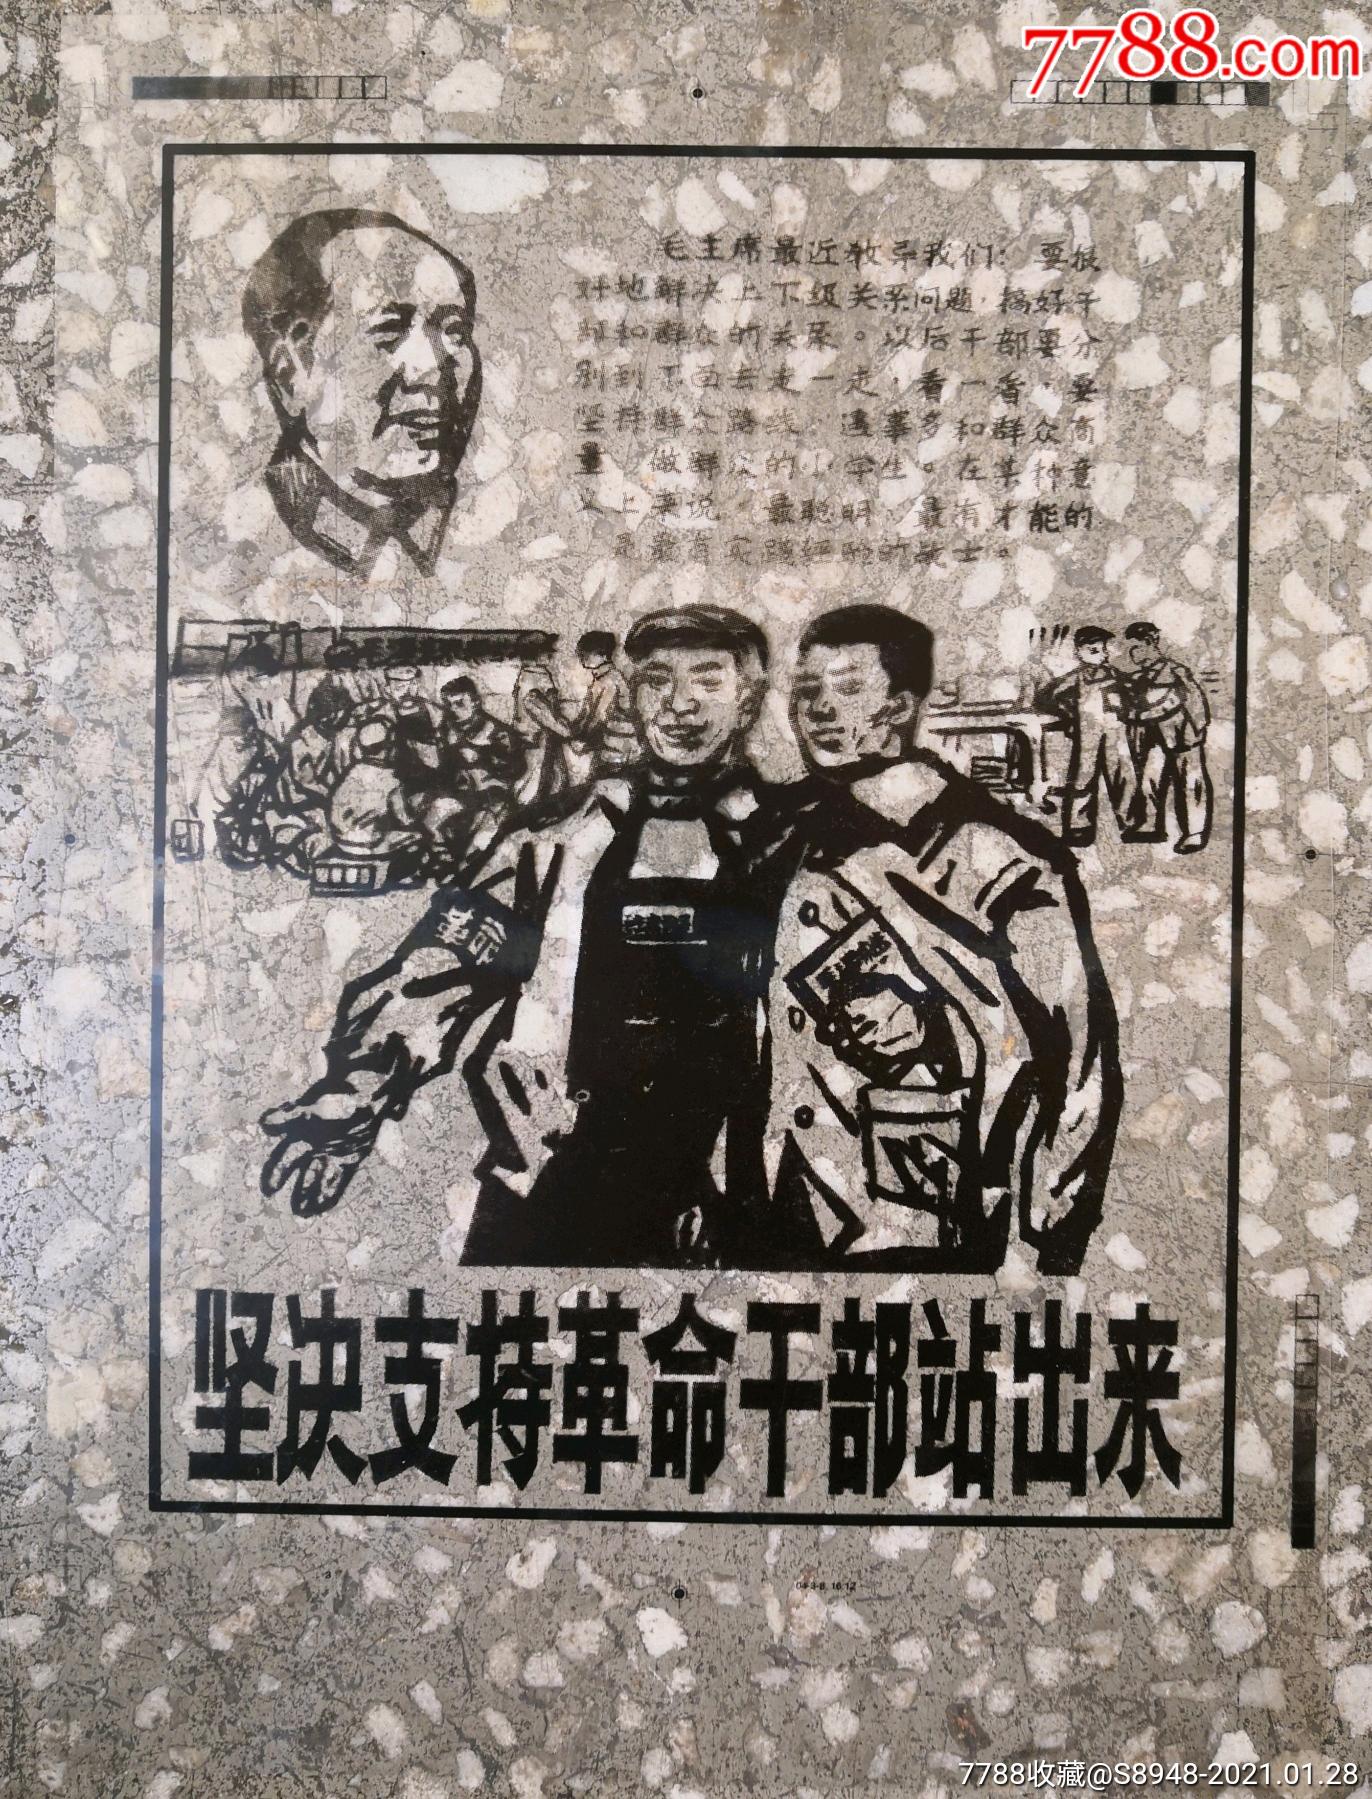 7788.com
毛主席最近教导我们：要很
好地解决上下级关系问题，搞好干
部和群众的关系。以后干部要分
别到下面去走一走，看一看，要
坚持群众路线，遇事多和群众商
量，做群众的小学生。在某种意
义上来说，最聪明、最有才能的
是最有实践经验的战士。
革命
坚决支持革命干部站出来
3
04-3-8, 16:12
7788收藏@S8948-2021.01.28